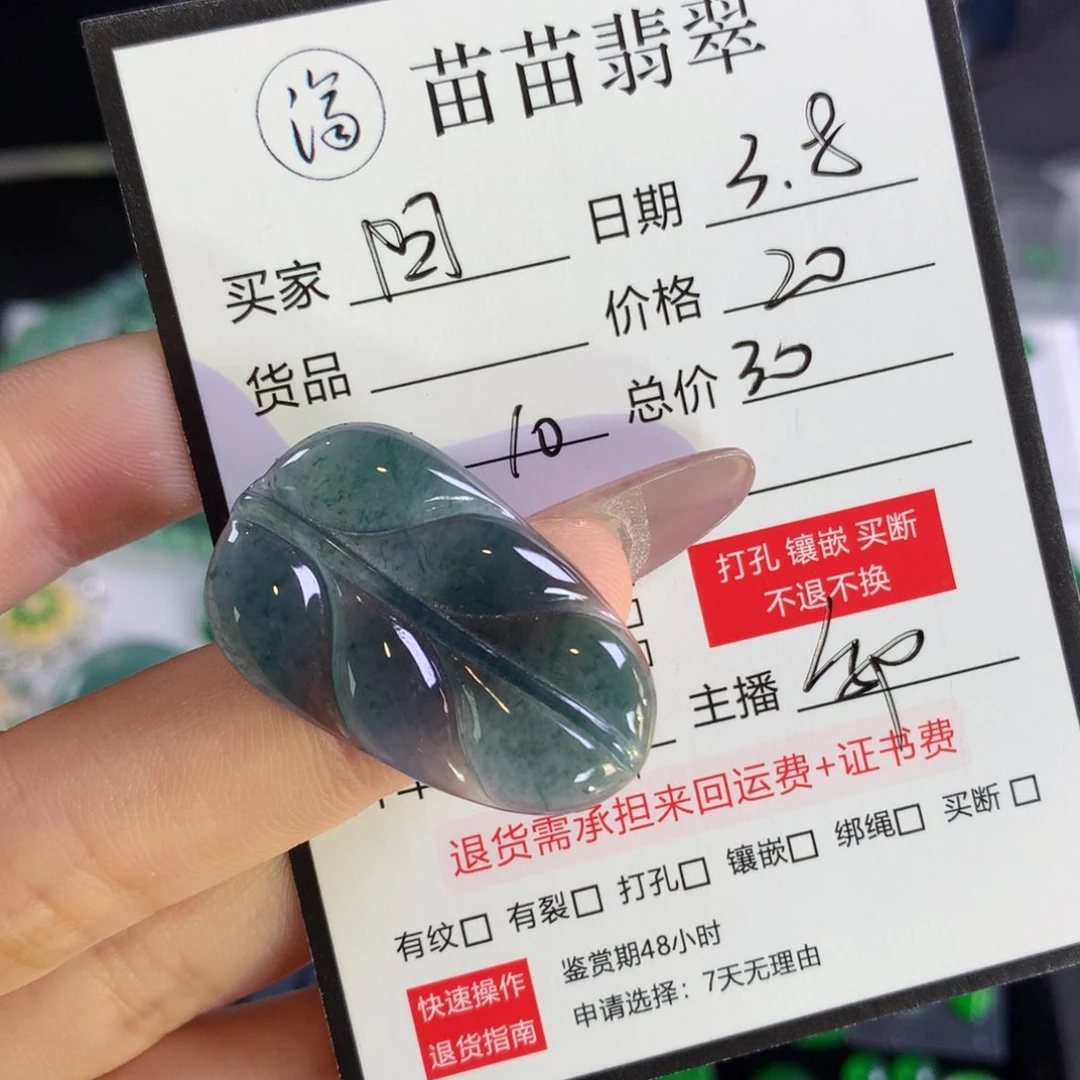 苗苗翡翠
买家 日期 3.8
货品 价格 20
10 总价 30
打孔 镶嵌 买断
不退不换
主播
退货需承担来回运费+证书费
有纹□ 有裂□ 打孔□ 镶嵌□ 绑绳□ 买断□
快速操作 鉴赏期48小时
退货指南 申请选择：7天无理由